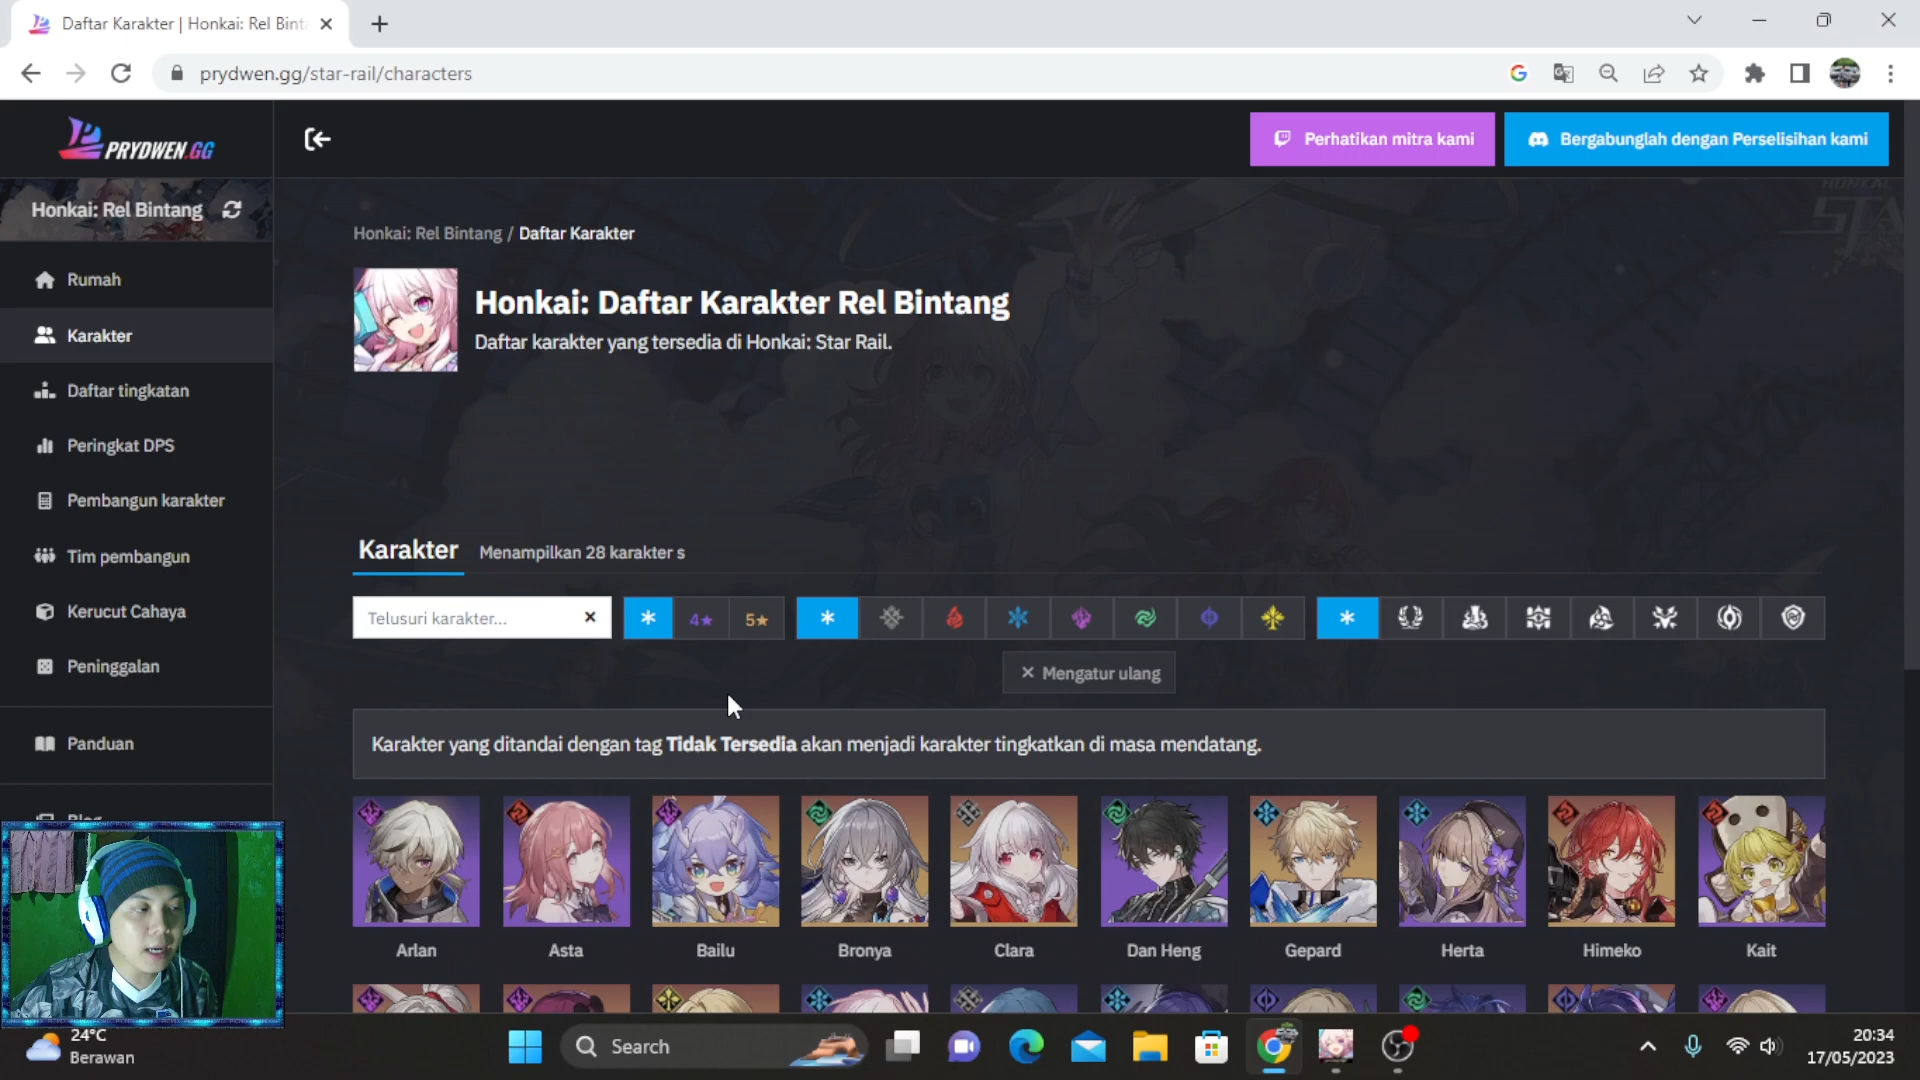 Daftar Karakter | Honkai: Rel Bint
prydwen.gg/star-rail/characters
PRYDWEN.GG
Perhatikan mitra kami
Bergabunglah dengan Perselisihan kami
Honkai: Rel Bintang
Rumah
Karakter
Daftar tingkatan
Peringkat DPS
Pembangun karakter
Tim pembangun
Kerucut Cahaya
Peninggalan
Panduan
Blog
Honkai: Rel Bintang / Daftar Karakter
Honkai: Daftar Karakter Rel Bintang
Daftar karakter yang tersedia di Honkai: Star Rail.
HONKAI
STA
Karakter Menampilkan 28 karakter s
Telusuri karakter...
4★ 5★
Mengatur ulang
Karakter yang ditandai dengan tag Tidak Tersedia akan menjadi karakter tingkatkan di masa mendatang.
Arlan Asta Bailu Bronya Clara Dan Heng Gepard Herta Himeko Kait
24°C
Berawan
Search
20:34
17/05/2023